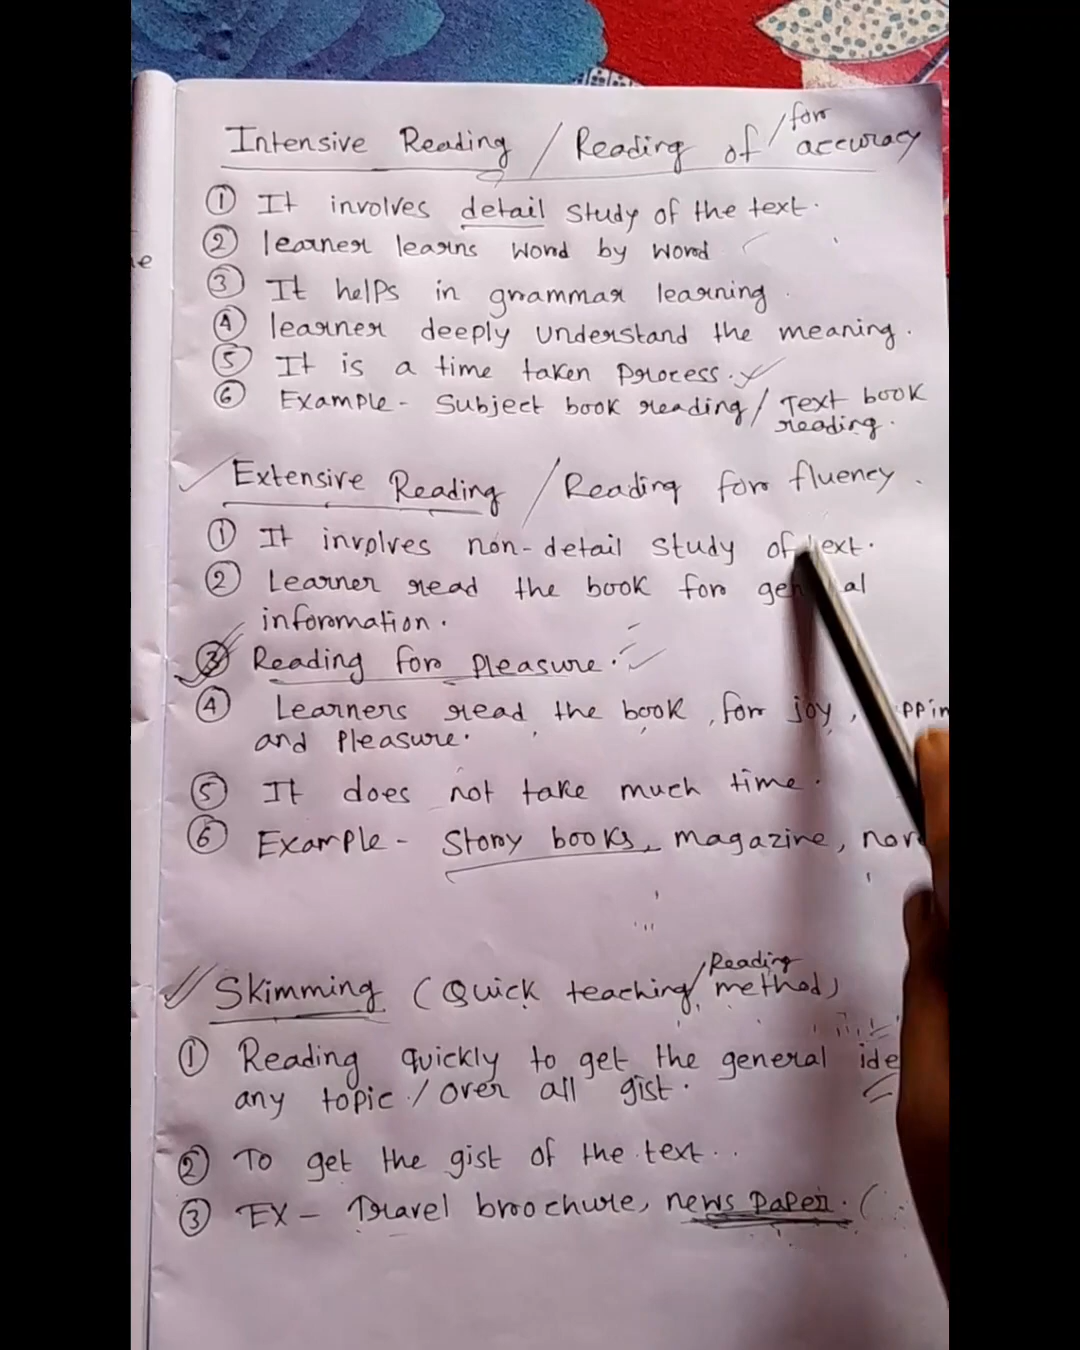 Intensive Reading / Reading of / for accuracy
① It involves detail study of the text.
② learner learns word by word
③ It helps in grammar learning.
④ learner deeply understand the meaning.
⑤ It is a time taken process.
⑥ Example - Subject book reading / Text book
reading.
Extensive Reading / Reading for fluency.
① It involves non-detail study of text.
② Learner read the book for general
information.
③ Reading for pleasure.
④ Learners read the book, for joy,
and pleasure.
⑤ It does not take much time.
⑥ Example - Story books, magazine,
Skimming (Quick teaching / Reading method)
① Reading quickly to get the general ide
any topic / over all gist.
② To get the gist of the text..
③ EX - Travel brochure, news paper. (